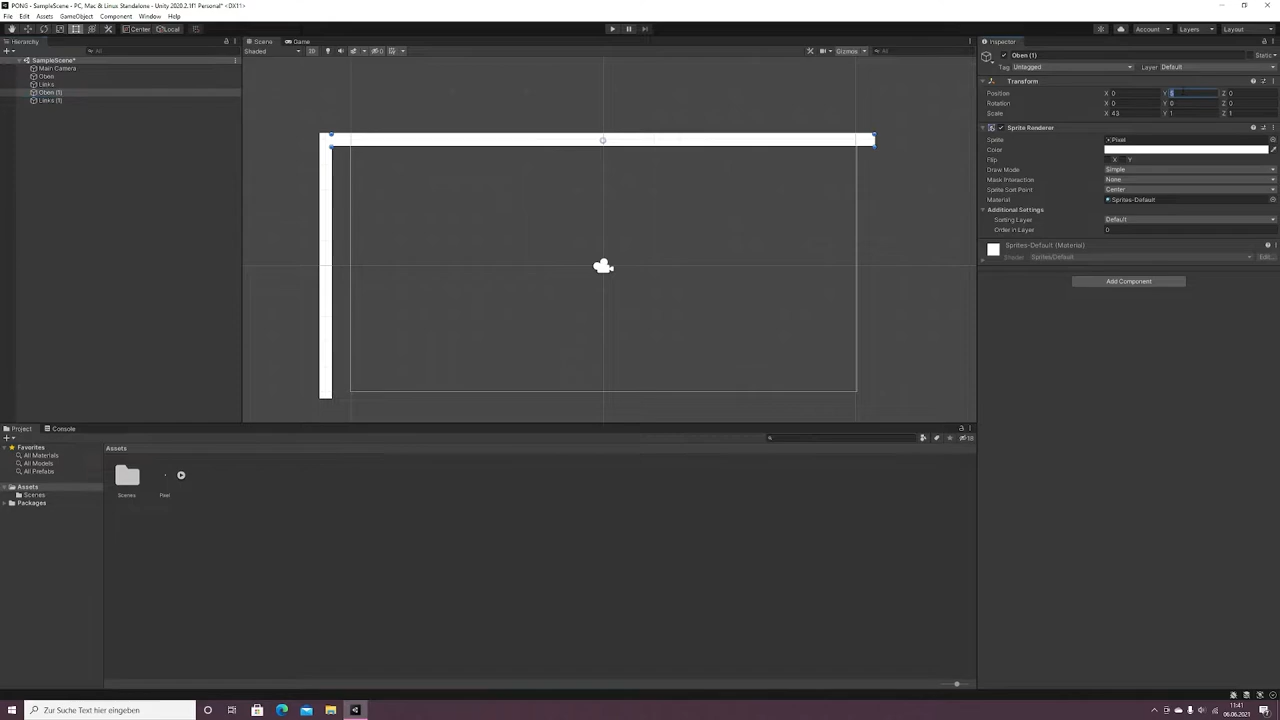 PONG - SampleScene - PC, Mac & Linux Standalone - Unity 2020.2.1f1 Personal* <DX11>
File Edit Assets GameObject Component Window Help
Center Local Account Layers Layout
Hierarchy
All
SampleScene*
Main Camera
Oben
Links
Oben (1)
Links (1)
Scene Game
Shaded 2D 0 Gizmos All
Inspector
Oben (1) Static
Tag Untagged Layer Default
Transform
Position X 0 Y Z 0
Rotation X 0 Y 0 Z 0
Scale X 43 Y 1 Z 1
Sprite Renderer
Sprite Pixel
Color
Flip X Y
Draw Mode Simple
Mask Interaction None
Sprite Sort Point Center
Material Sprites-Default
Additional Settings
Sorting Layer Default
Order in Layer 0
Sprites-Default (Material)
Shader Sprites/Default Edit...
Add Component
Project Console
Favorites
All Materials
All Models
All Prefabs
Assets
Scenes
Packages
Assets
Scenes Pixel
Zur Suche Text hier eingeben
11:41
06.06.2021